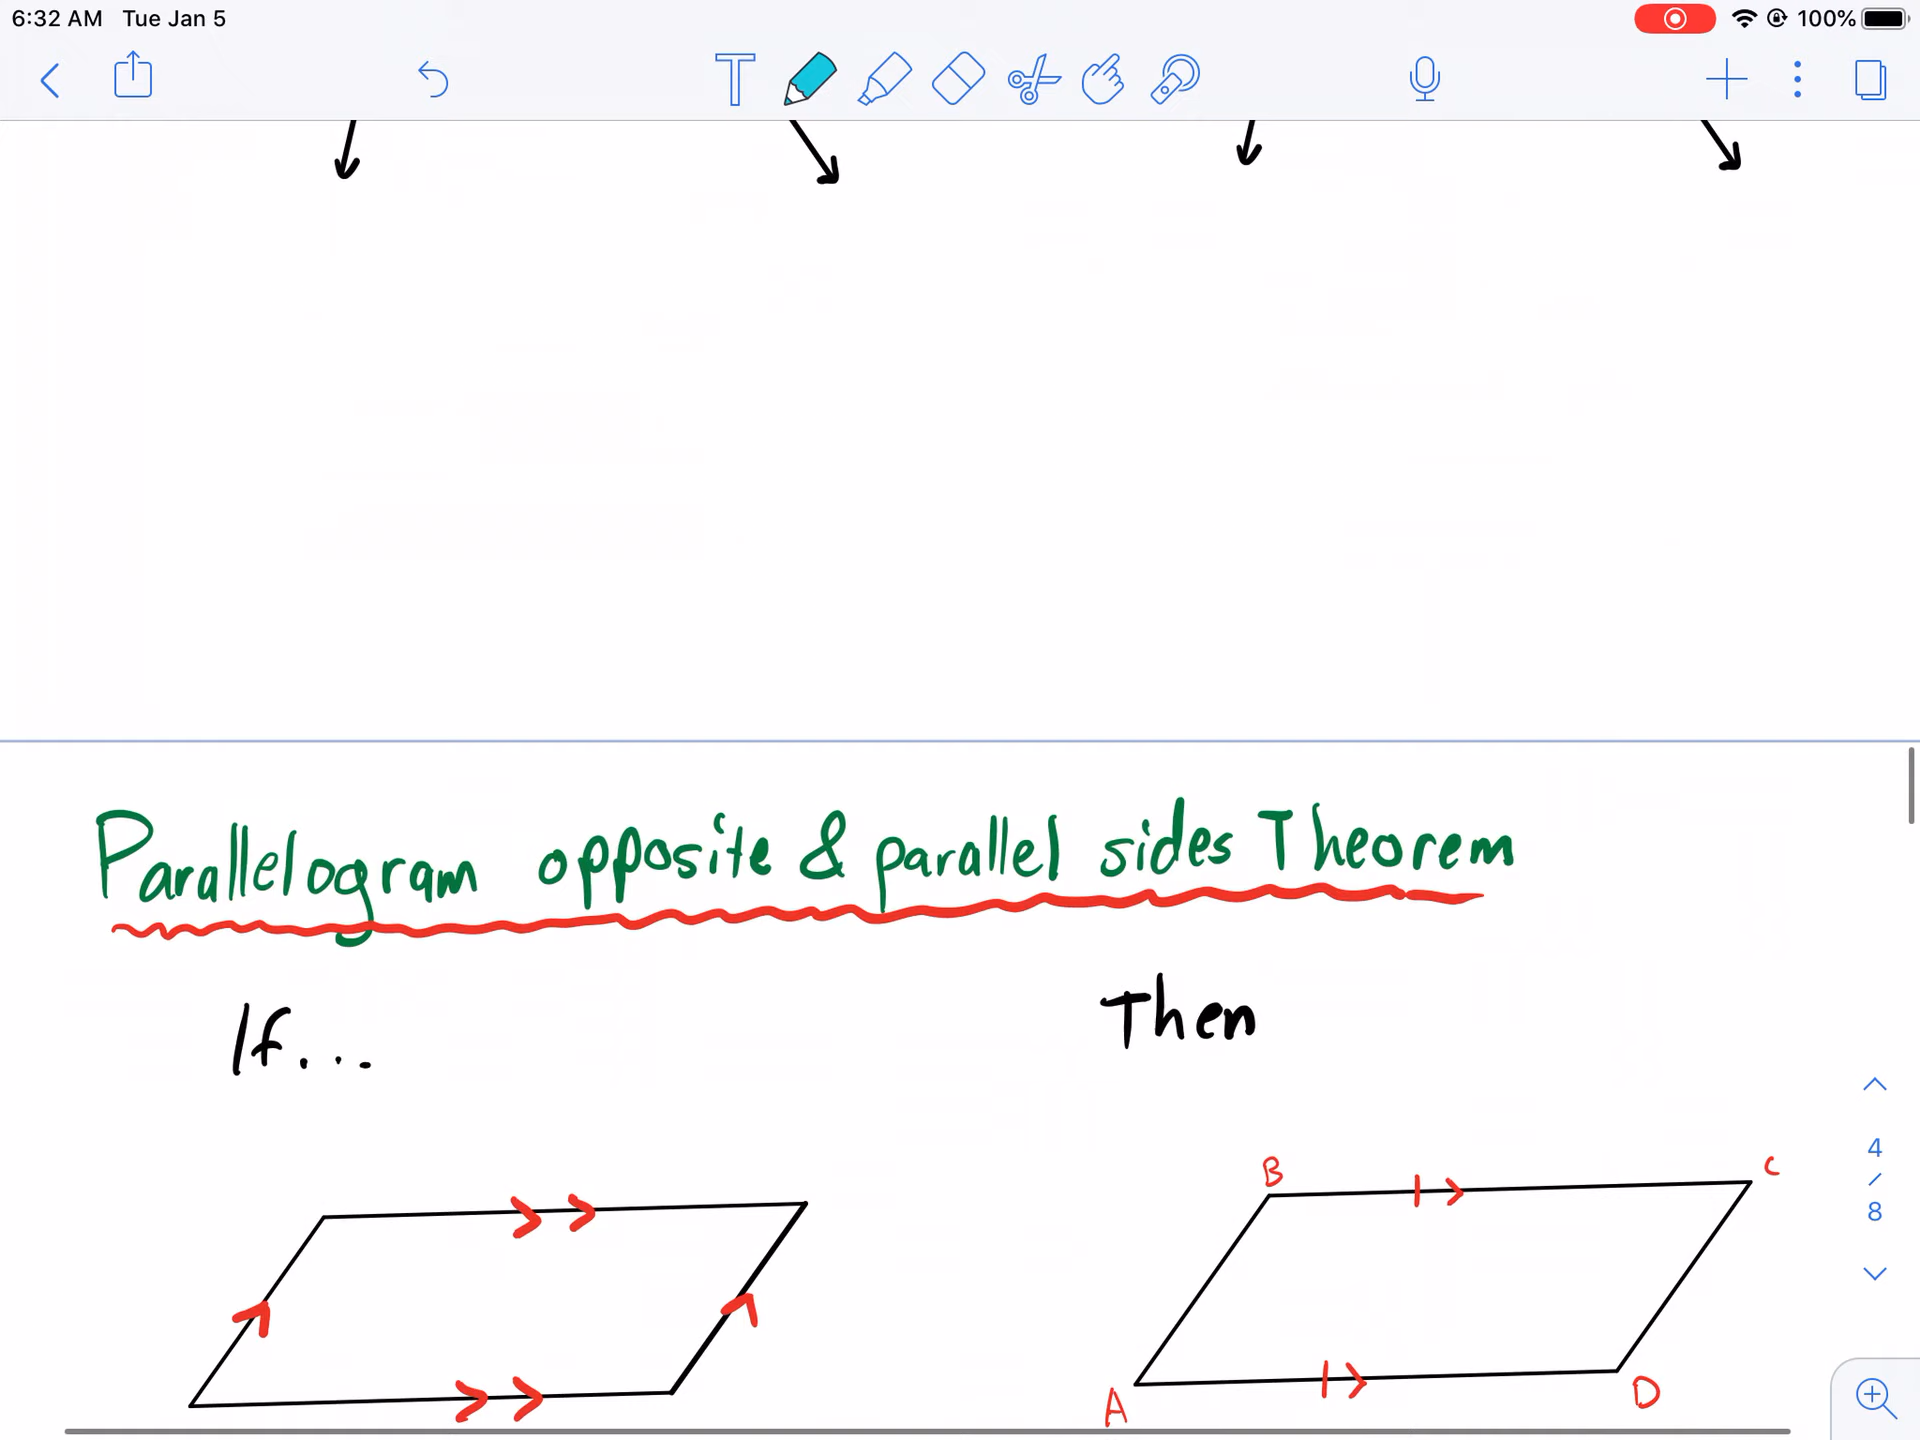 6:32 AM Tue Jan 5
100%
T
Parallelogram opposite & parallel sides Theorem
If... Then
B C
A D
4
/
8